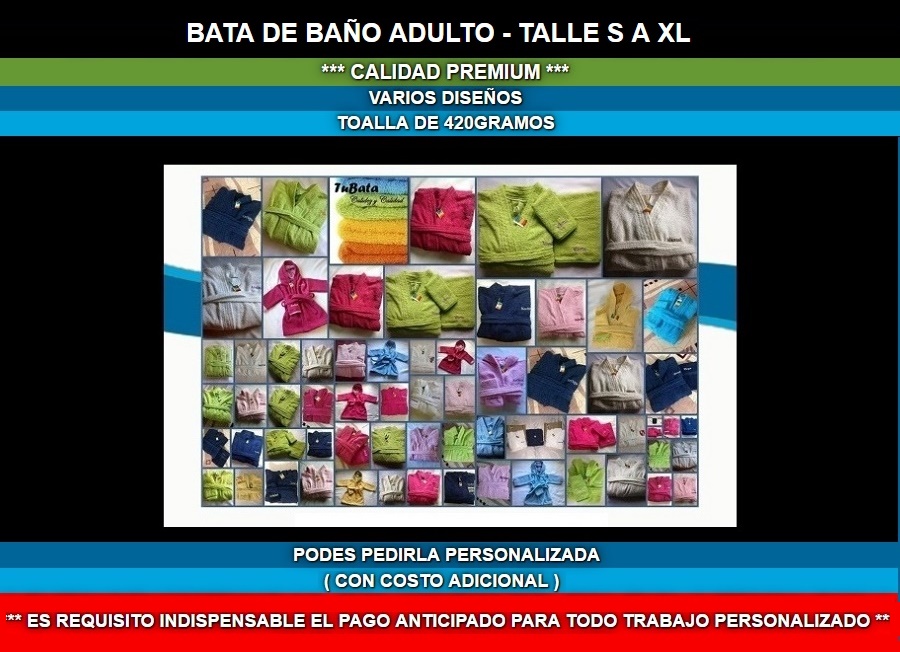 BATA DE BAÑO ADULTO - TALLE S A XL
*** CALIDAD PREMIUM ***
VARIOS DISEÑOS
TOALLA DE 420GRAMOS
TuBata
Calidez y Calidad
PODES PEDIRLA PERSONALIZADA
( CON COSTO ADICIONAL )
** ES REQUISITO INDISPENSABLE EL PAGO ANTICIPADO PARA TODO TRABAJO PERSONALIZADO **